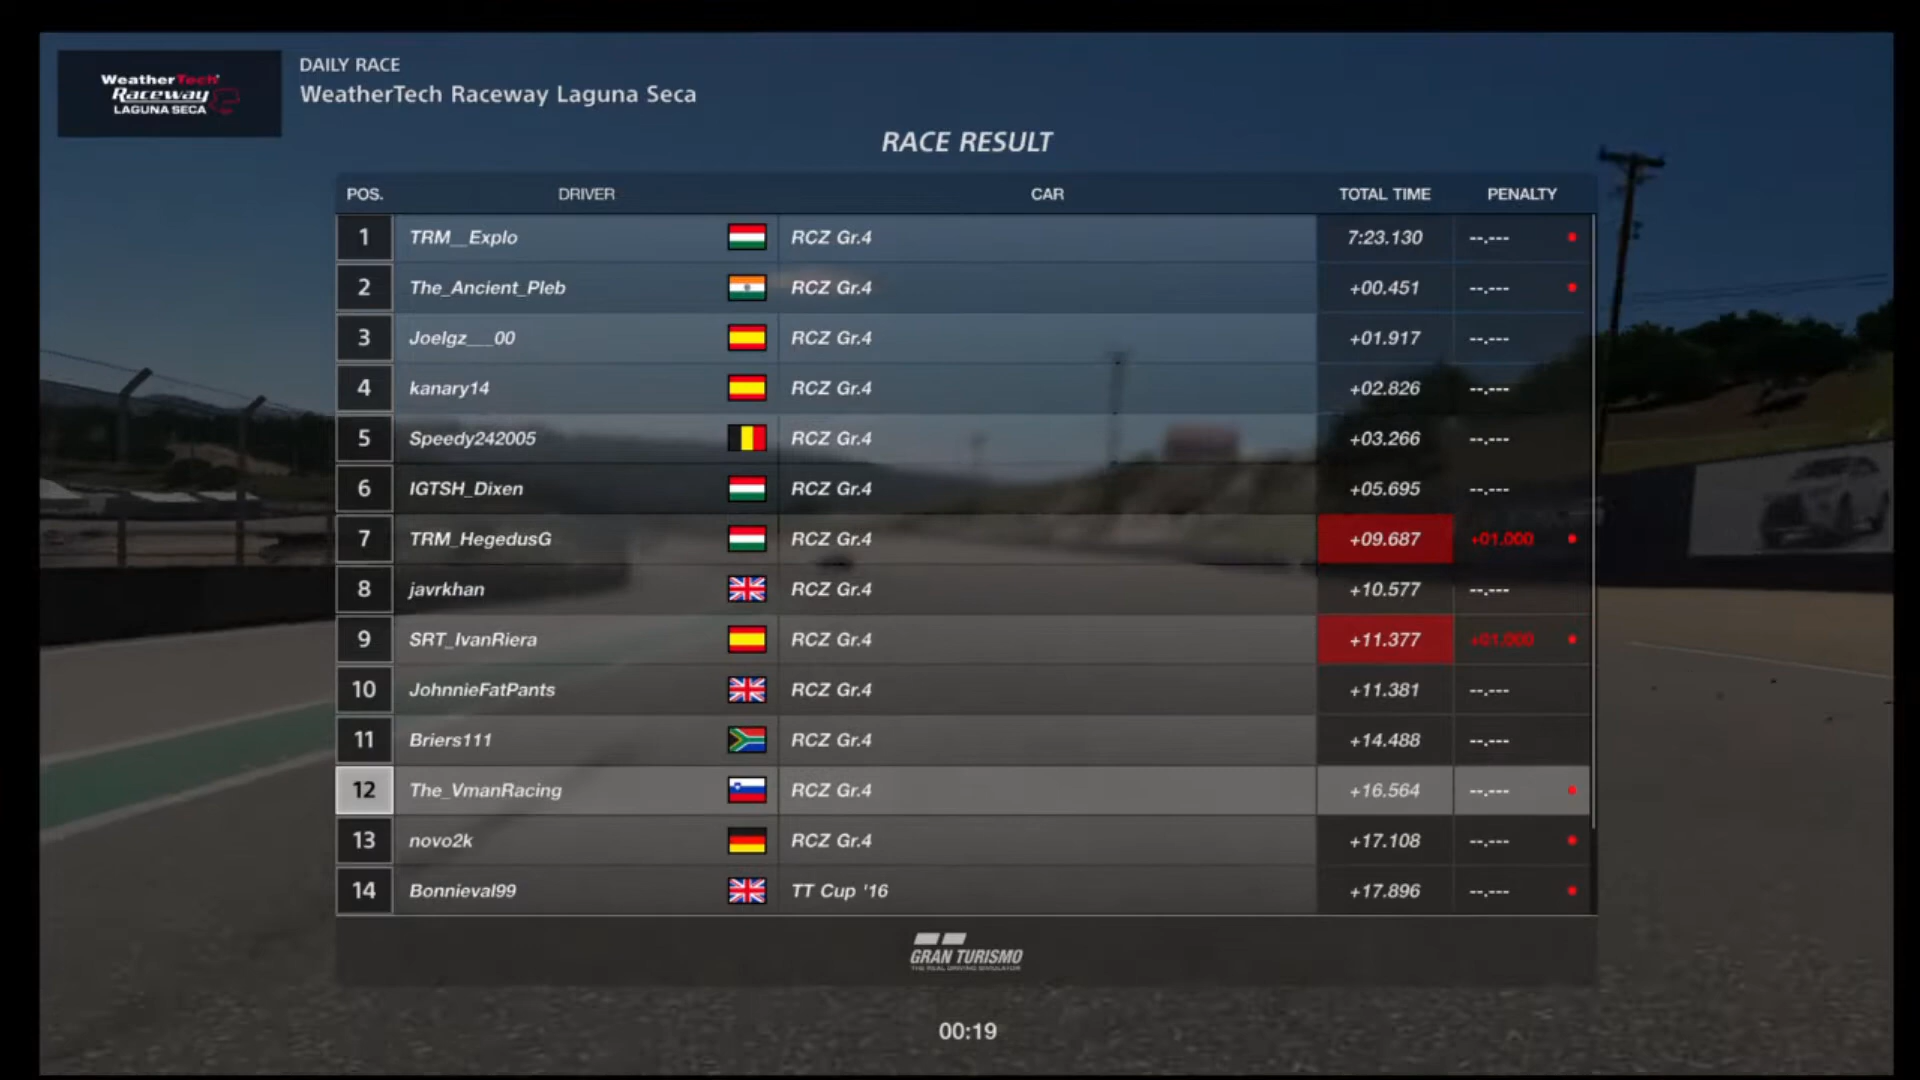 WeatherTech
Raceway
LAGUNA SECA
DAILY RACE
WeatherTech Raceway Laguna Seca
RACE RESULT
POS. DRIVER CAR TOTAL TIME PENALTY
1 TRM__Explo RCZ Gr.4 7:23.130 --.---
2 The_Ancient_Pleb RCZ Gr.4 +00.451 --.---
3 Joelgz___00 RCZ Gr.4 +01.917 --.---
4 kanary14 RCZ Gr.4 +02.826 --.---
5 Speedy242005 RCZ Gr.4 +03.266 --.---
6 IGTSH_Dixen RCZ Gr.4 +05.695 --.---
7 TRM_HegedusG RCZ Gr.4 +09.687 +01.000
8 javrkhan RCZ Gr.4 +10.577 --.---
9 SRT_IvanRiera RCZ Gr.4 +11.377 +01.000
10 JohnnieFatPants RCZ Gr.4 +11.381 --.---
11 Briers111 RCZ Gr.4 +14.488 --.---
12 The_VmanRacing RCZ Gr.4 +16.564 --.---
13 novo2k RCZ Gr.4 +17.108 --.---
14 Bonnieval99 TT Cup '16 +17.896 --.---
GRAN TURISMO
THE REAL DRIVING SIMULATOR
00:19